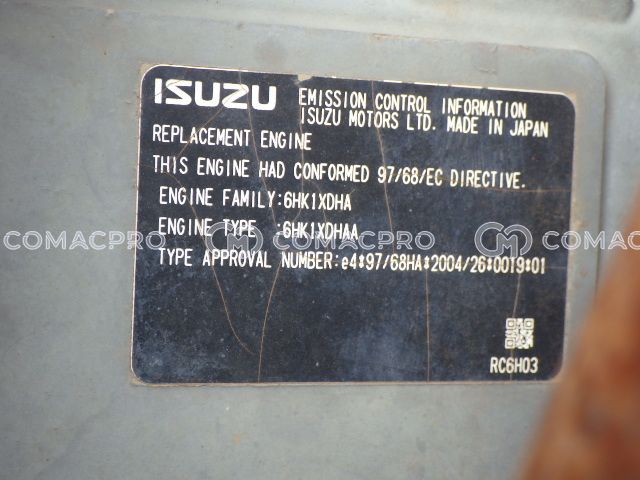 ISUZU
EMISSION CONTROL INFORMATION
ISUZU MOTORS LTD. MADE IN JAPAN
REPLACEMENT ENGINE
THIS ENGINE HAD CONFORMED 97/68/EC DIRECTIVE.
ENGINE FAMILY:6HK1XDHA
ENGINE TYPE :6HK1XDHAA
COMACPRO COMACPRO COMACPRO
TYPE APPROVAL NUMBER:e4*97/68HA*2004/26*0019*01
RC6H03